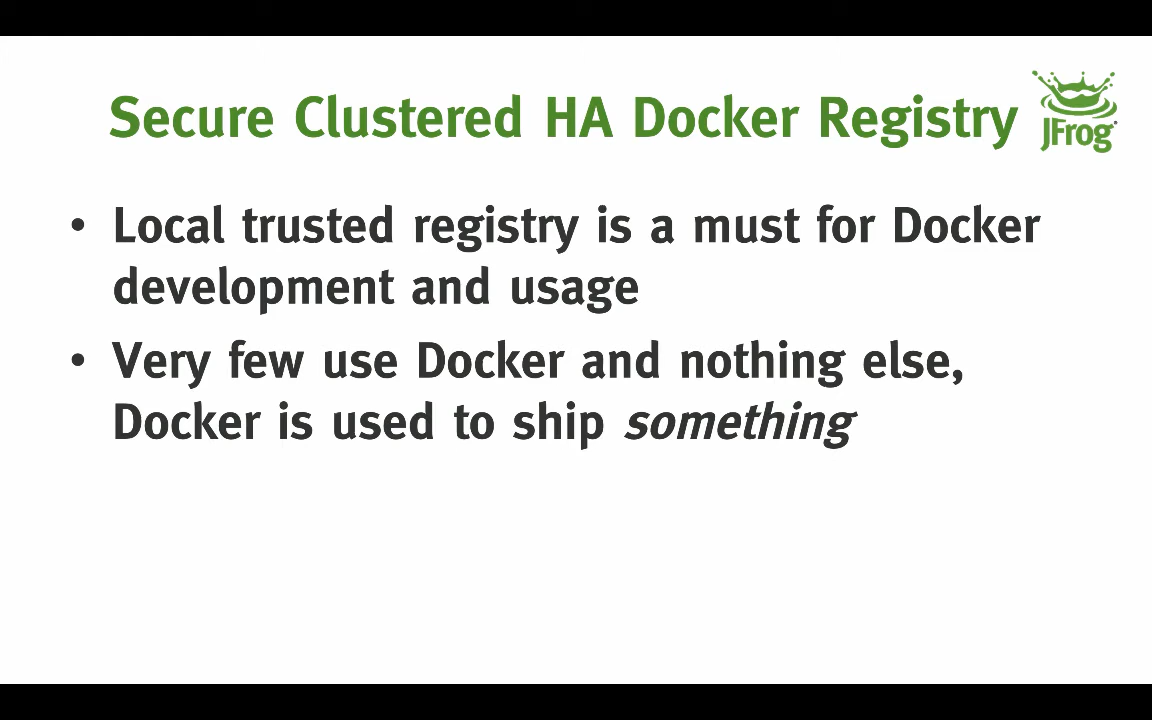 Secure Clustered HA Docker Registry
JFrog
• Local trusted registry is a must for Docker
development and usage
• Very few use Docker and nothing else,
Docker is used to ship something